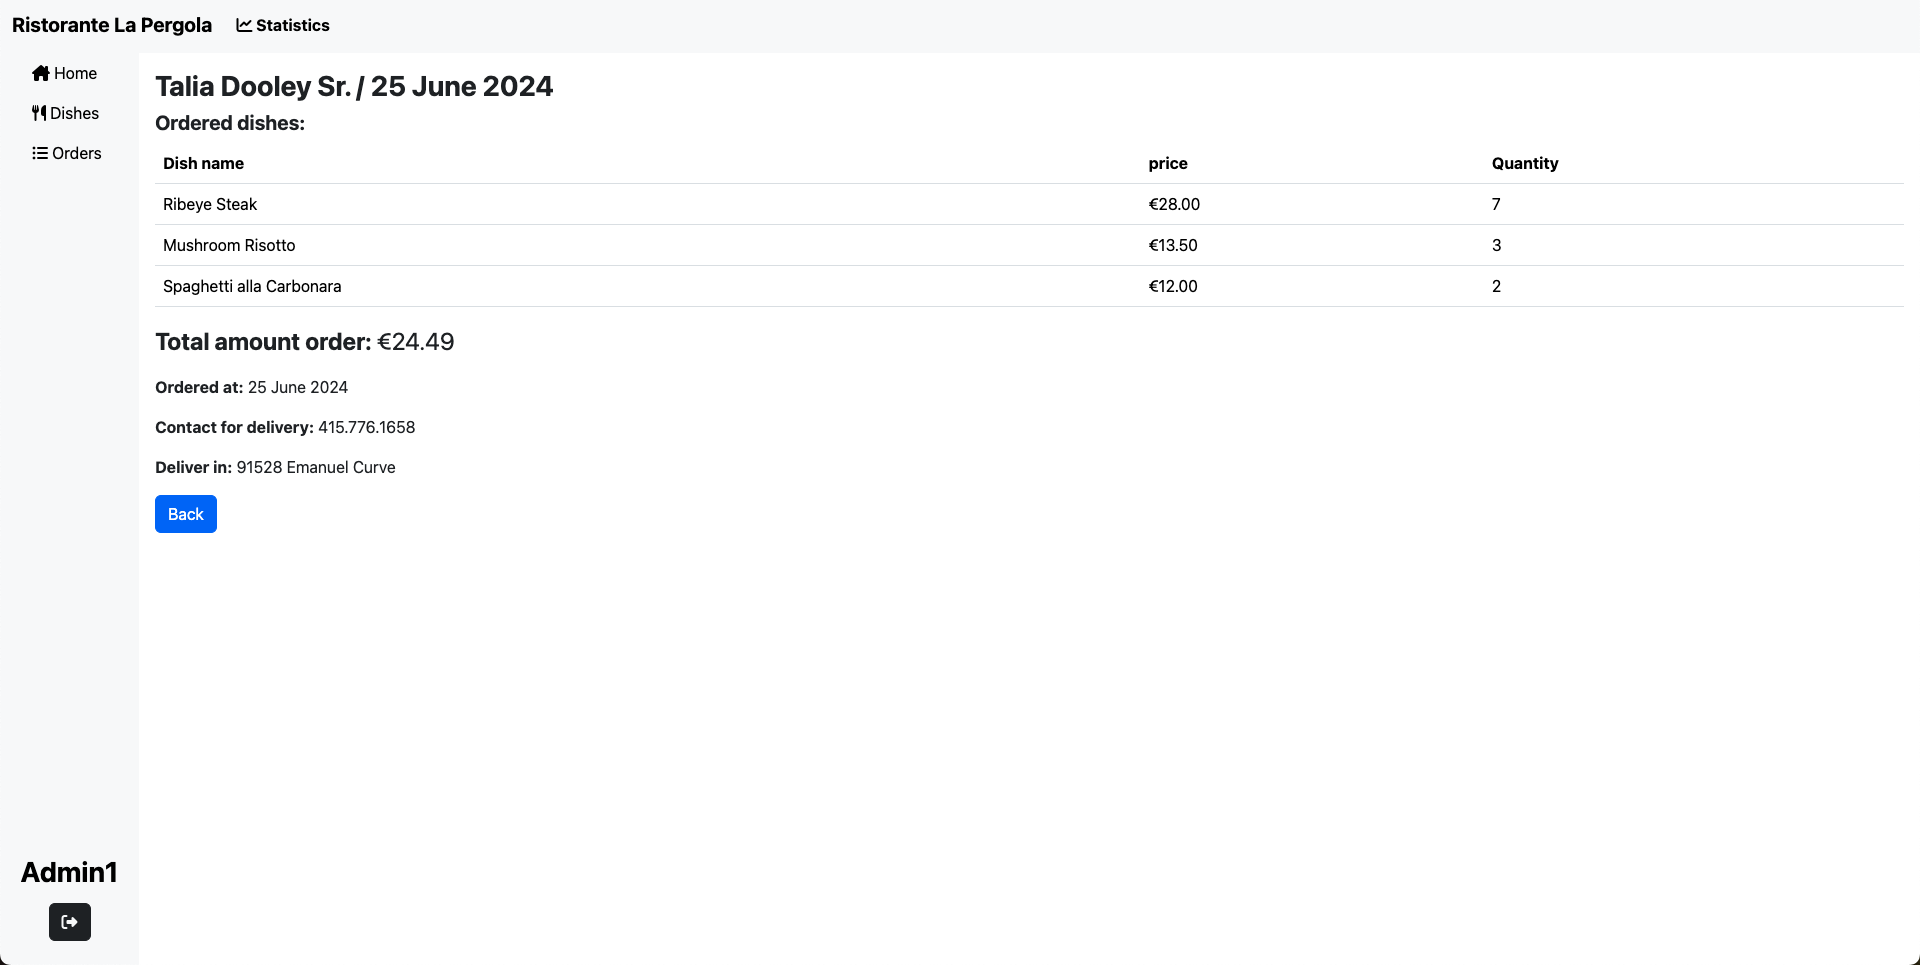 Ristorante La Pergola Statistics
Home
Dishes
Orders
Talia Dooley Sr. / 25 June 2024
Ordered dishes:
Dish name price Quantity
Ribeye Steak €28.00 7
Mushroom Risotto €13.50 3
Spaghetti alla Carbonara €12.00 2
Total amount order: €24.49
Ordered at: 25 June 2024
Contact for delivery: 415.776.1658
Deliver in: 91528 Emanuel Curve
Back
Admin1